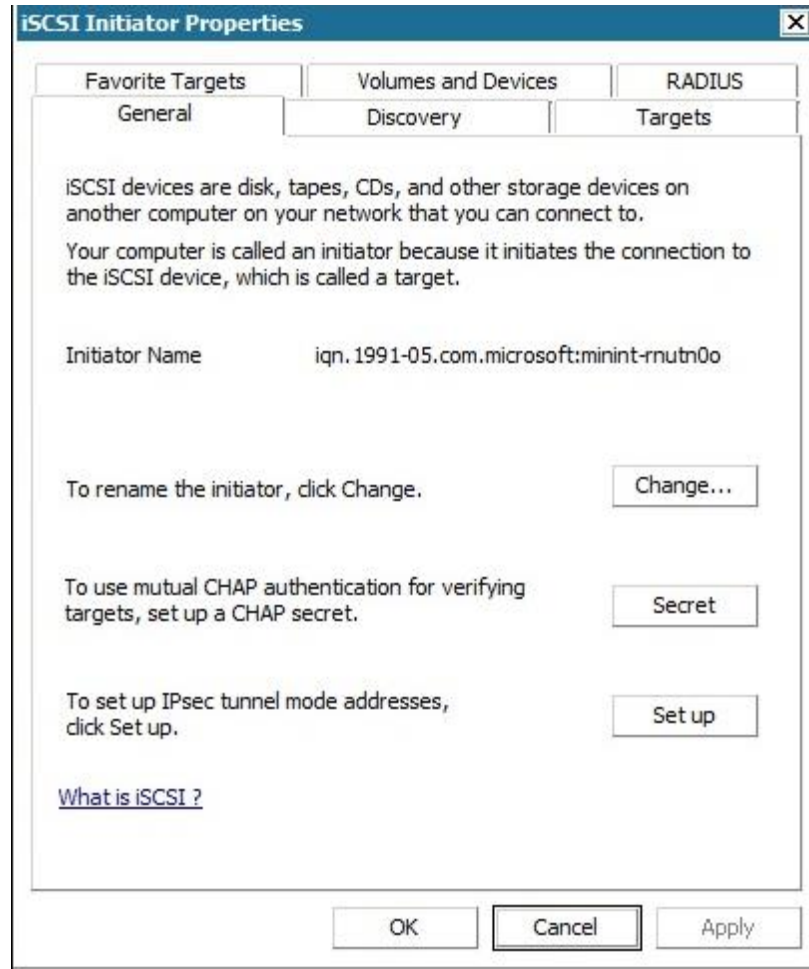 iSCSI Initiator Properties
Favorite Targets
Volumes and Devices
RADIUS
General
Discovery
Targets
iSCSI devices are disk, tapes, CDs, and other storage devices on
another computer on your network that you can connect to.
Your computer is called an initiator because it initiates the connection to
the iSCSI device, which is called a target.
Initiator Name iqn.1991-05.com.microsoft:minint-rnutn0o
To rename the initiator, click Change.
Change...
To use mutual CHAP authentication for verifying
targets, set up a CHAP secret.
Secret
To set up IPsec tunnel mode addresses,
click Set up.
Set up
What is iSCSI ?
OK
Cancel
Apply